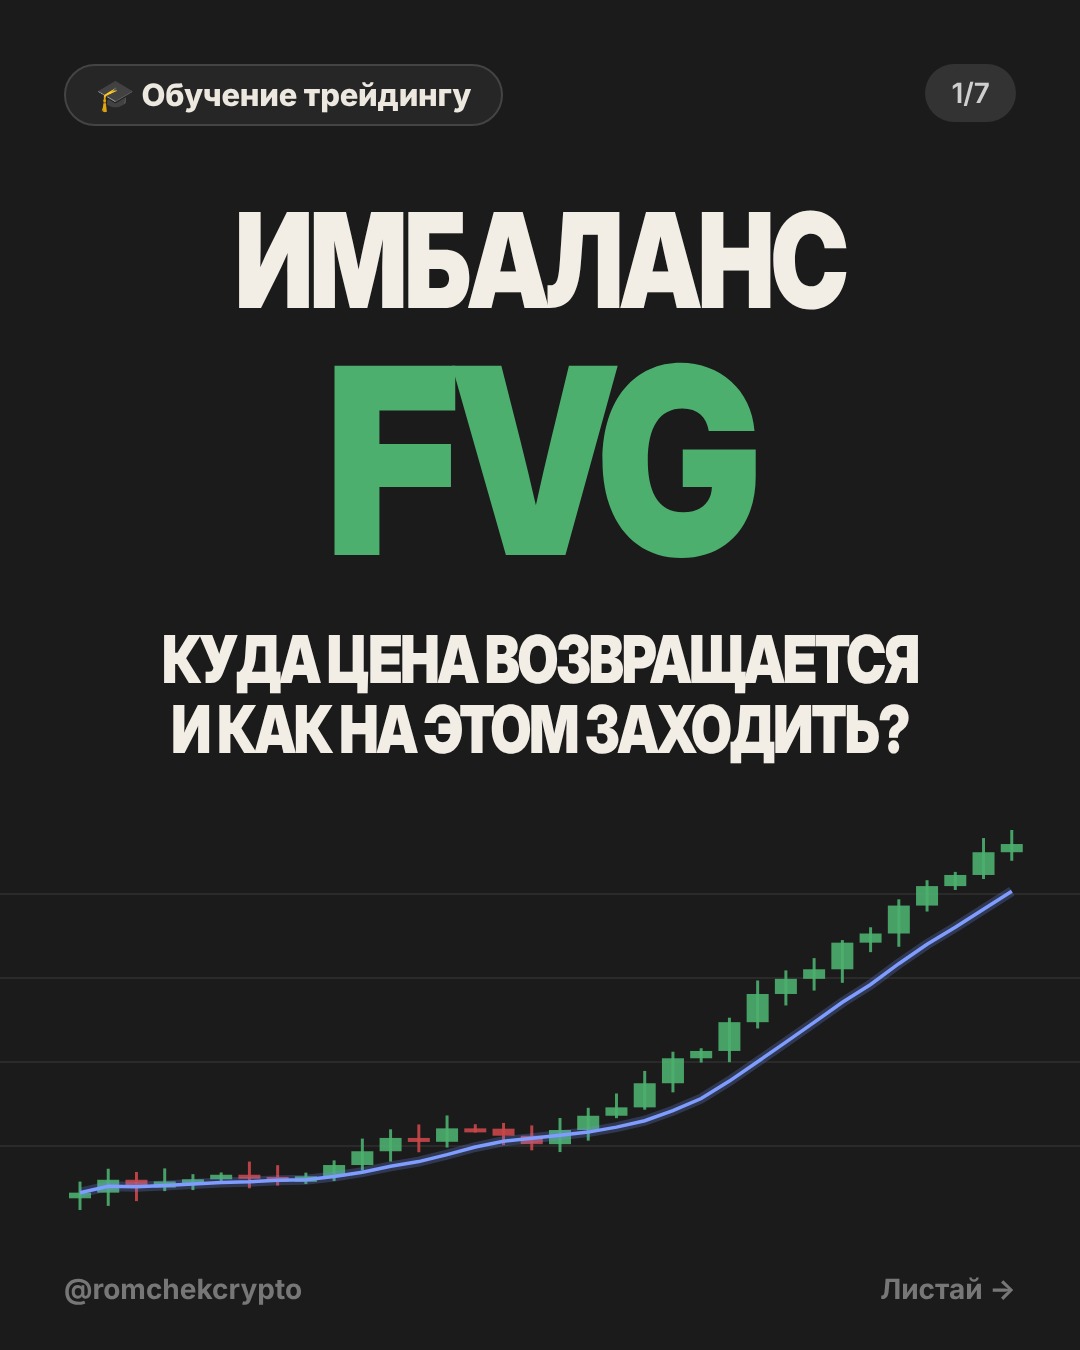 🎓 Обучение трейдингу
1/7
ИМБАЛАНС
FVG
КУДА ЦЕНА ВОЗВРАЩАЕТСЯ
И КАК НА ЭТОМ ЗАХОДИТЬ?
@romchekcrypto
Листай →